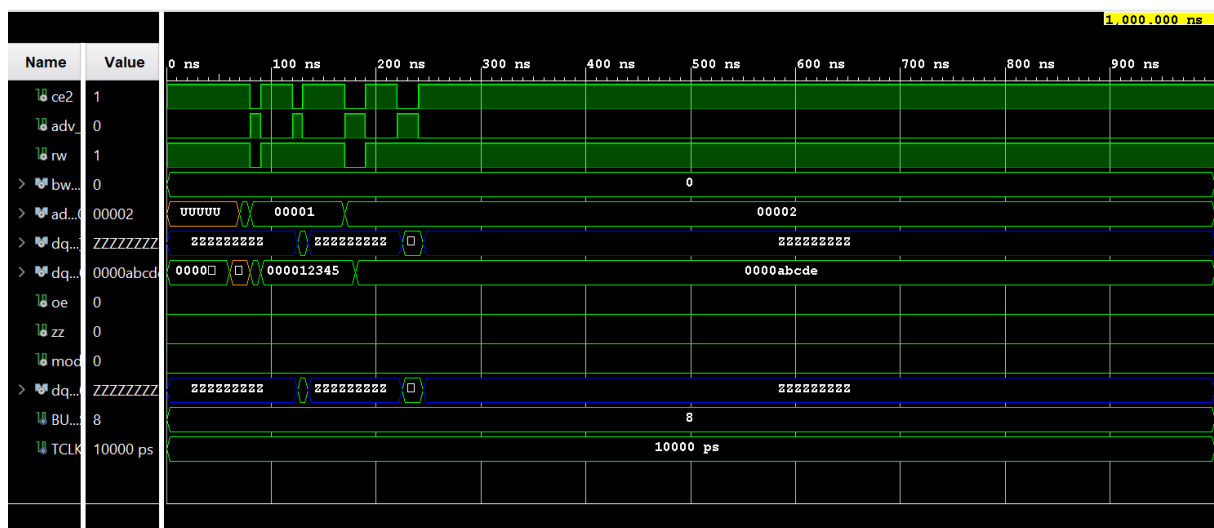 1,000.000 ns
Name Value 0 ns 100 ns 200 ns 300 ns 400 ns 500 ns 600 ns 700 ns 800 ns 900 ns
ce2 1
adv_ 0
rw 1
bw... 0 0
ad... 00002 UUUUU 00001 00002
dq... ZZZZZZZZ ZZZZZZZZZ ZZZZZZZZZ ZZZZZZZZZ
dq... 0000abcde 0000 000012345 0000abcde
oe 0
zz 0
mod 0
dq... ZZZZZZZZ ZZZZZZZZZ ZZZZZZZZZ ZZZZZZZZZ
BU... 8 8
TCLK 10000 ps 10000 ps